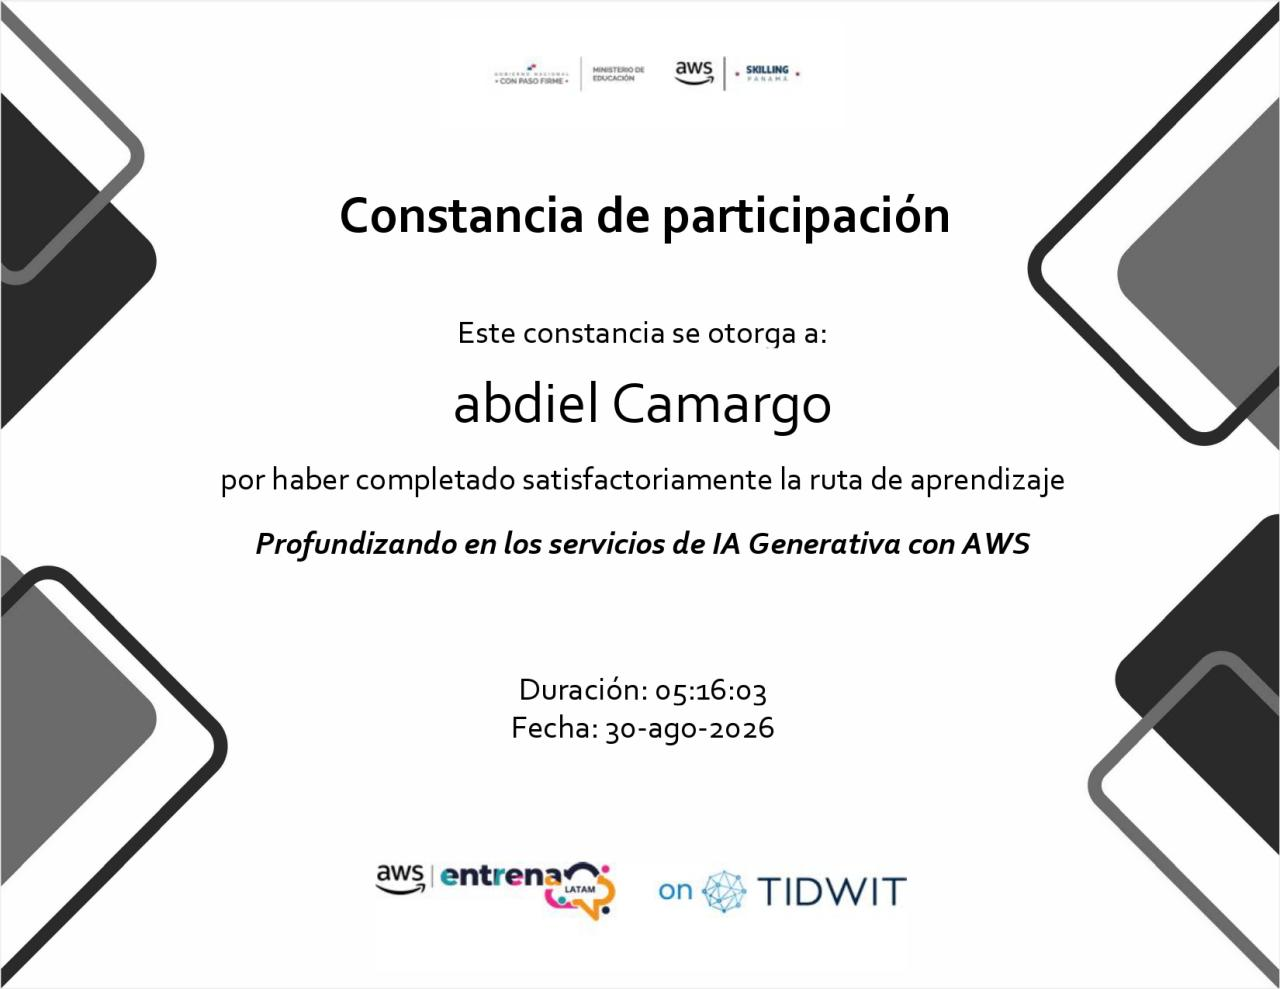 GOBIERNO NACIONAL
• CON PASO FIRME •
MINISTERIO DE
EDUCACIÓN
aws
SKILLING
PANAMÁ
Constancia de participación
Este constancia se otorga a:
abdiel Camargo
por haber completado satisfactoriamente la ruta de aprendizaje
Profundizando en los servicios de IA Generativa con AWS
Duración: 05:16:03
Fecha: 30-ago-2026
aws entrena
LATAM
on TIDWIT